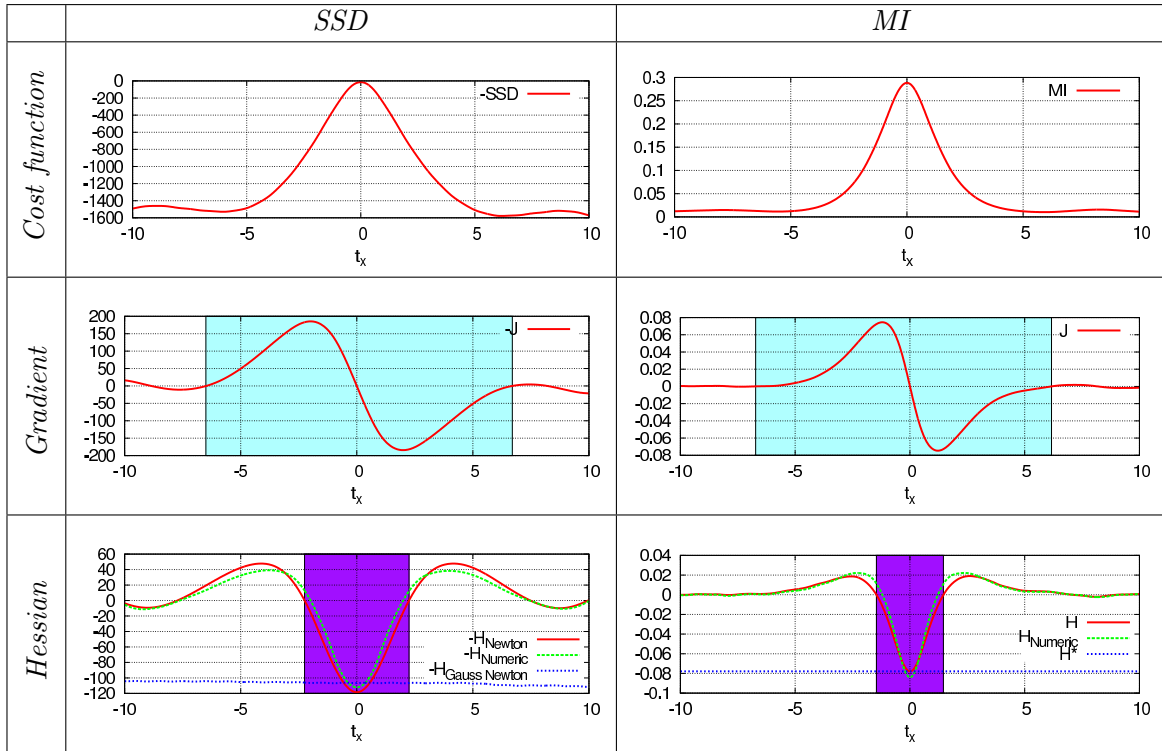 SSD
MI
Cost function
0
-200
-400
-600
-800
-1000
-1200
-1400
-1600
-SSD
-10 -5 0 5 10
t_x
0.3
0.25
0.2
0.15
0.1
0.05
0
MI
-10 -5 0 5 10
t_x
Gradient
200
150
100
50
0
-50
-100
-150
-200
-J
-10 -5 0 5 10
t_x
0.08
0.06
0.04
0.02
0
-0.02
-0.04
-0.06
-0.08
J
-10 -5 0 5 10
t_x
Hessian
60
40
20
0
-20
-40
-60
-80
-100
-120
-H_Newton
-H_Numeric
-H_Gauss Newton
-10 -5 0 5 10
t_x
0.04
0.02
0
-0.02
-0.04
-0.06
-0.08
-0.1
H
H_Numeric
H*
-10 -5 0 5 10
t_x